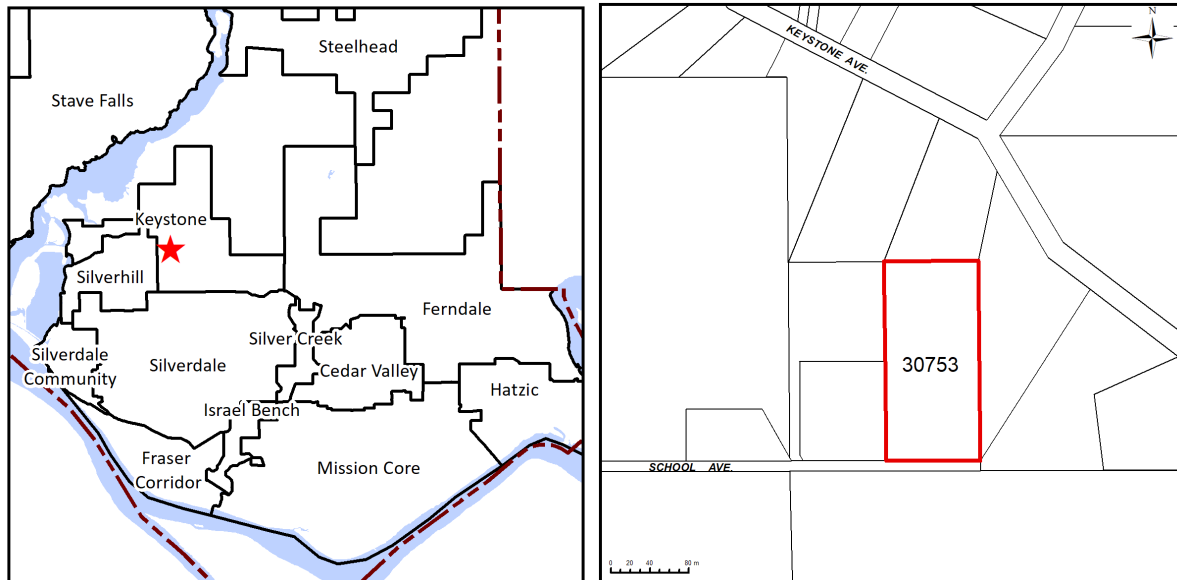 Steelhead
Stave Falls
Keystone
Silverhill
Ferndale
Silver Creek
Silverdale
Community
Silverdale
Cedar Valley
Hatzic
Israel Bench
Fraser
Corridor
Mission Core
N
KEYSTONE AVE.
30753
SCHOOL AVE.
0 20 40 60 80 m